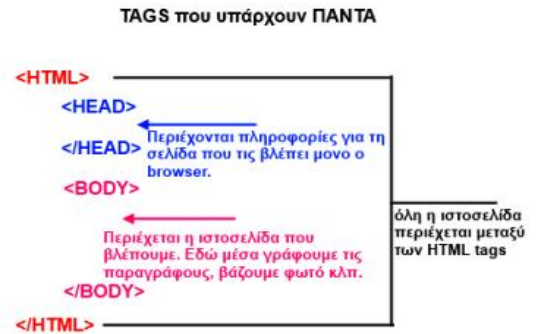 TAGS που υπάρχουν ΠΑΝΤΑ
<HTML>
<HEAD>
Περιέχονται πληροφορίες για τη
</HEAD> σελίδα που τις βλέπει μονο ο
browser.
<BODY>
όλη η ιστοσελίδα
περιέχεται μεταξύ
των HTML tags
Περιέχεται η ιστοσελίδα που
βλέπουμε. Εδώ μέσα γράφουμε τις
παραγράφους, βάζουμε φωτό κλπ.
</BODY>
</HTML>